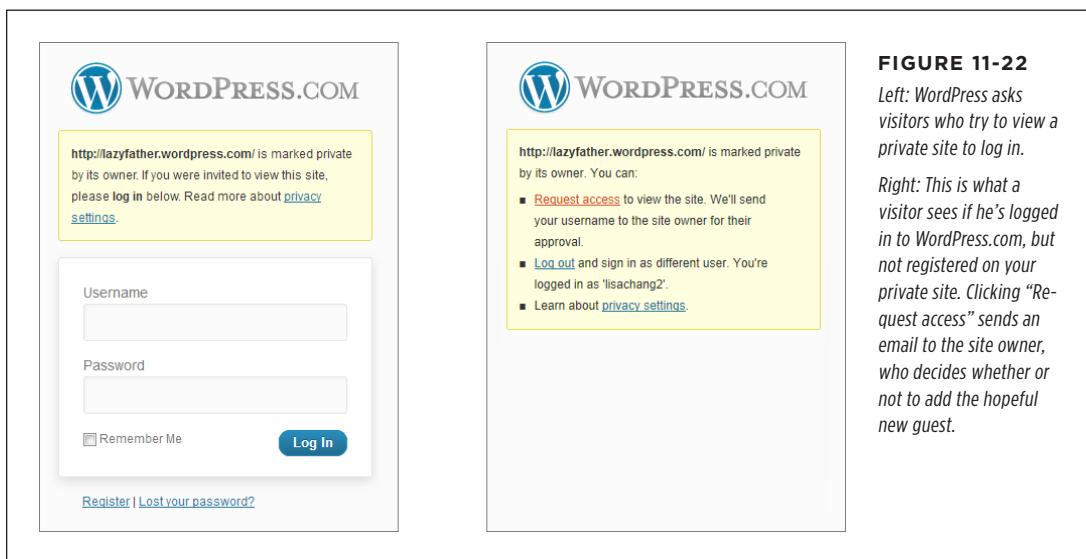 WORDPRESS.COM
http://lazyfather.wordpress.com/ is marked private
by its owner. If you were invited to view this site,
please log in below. Read more about privacy
settings.
Username
Password
Remember Me
Log In
Register | Lost your password?
WORDPRESS.COM
http://lazyfather.wordpress.com/ is marked private
by its owner. You can:
■ Request access to view the site. We'll send
your username to the site owner for their
approval.
■ Log out and sign in as different user. You're
logged in as 'lisachang2'.
■ Learn about privacy settings.
FIGURE 11-22
Left: WordPress asks
visitors who try to view a
private site to log in.
Right: This is what a
visitor sees if he's logged
in to WordPress.com, but
not registered on your
private site. Clicking “Re-
quest access” sends an
email to the site owner,
who decides whether or
not to add the hopeful
new guest.